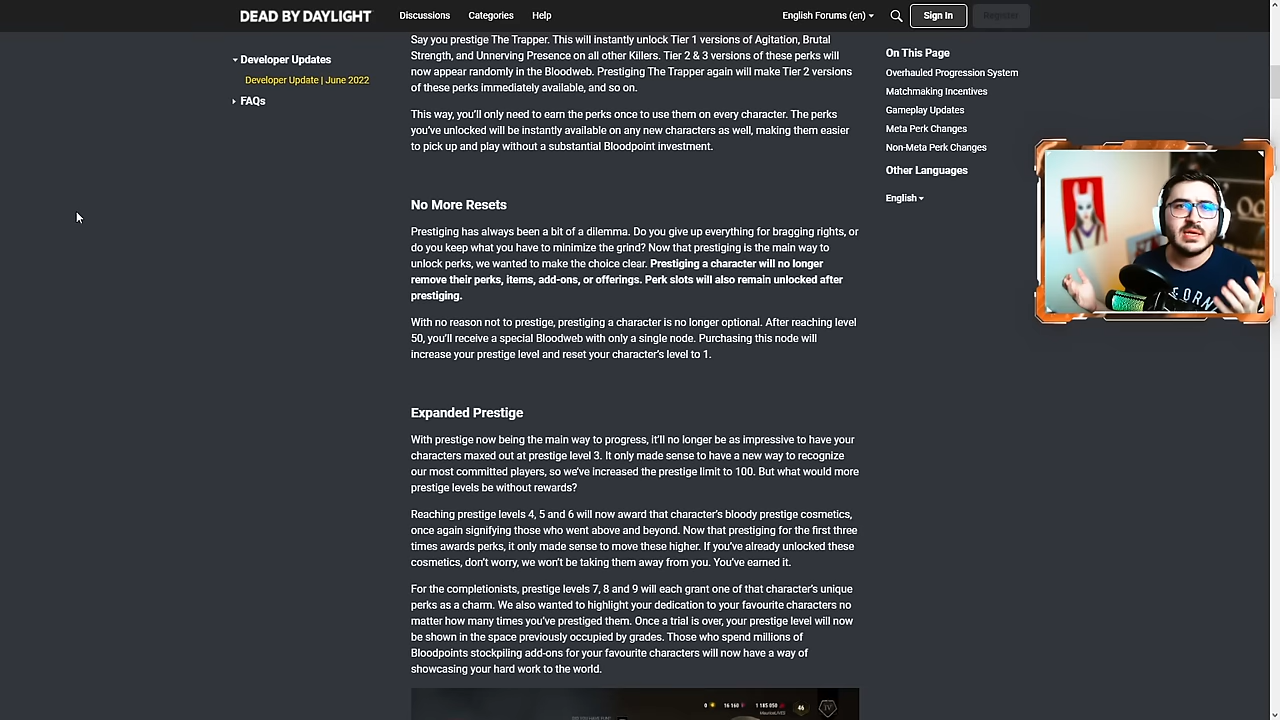 DEAD BY DAYLIGHT
Discussions
Categories
Help
English Forums (en)
Sign In
Register
Developer Updates
Developer Update | June 2022
FAQs
Say you prestige The Trapper. This will instantly unlock Tier 1 versions of Agitation, Brutal
Strength, and Unnerving Presence on all other Killers. Tier 2 & 3 versions of these perks will
now appear randomly in the Bloodweb. Prestiging The Trapper again will make Tier 2 versions
of these perks immediately available, and so on.
This way, you'll only need to earn the perks once to use them on every character. The perks
you've unlocked will be instantly available on any new characters as well, making them easier
to pick up and play without a substantial Bloodpoint investment.
No More Resets
Prestiging has always been a bit of a dilemma. Do you give up everything for bragging rights, or
do you keep what you have to minimize the grind? Now that prestiging is the main way to
unlock perks, we wanted to make the choice clear. Prestiging a character will no longer
remove their perks, items, add-ons, or offerings. Perk slots will also remain unlocked after
prestiging.
With no reason not to prestige, prestiging a character is no longer optional. After reaching level
50, you'll receive a special Bloodweb with only a single node. Purchasing this node will
increase your prestige level and reset your character's level to 1.
Expanded Prestige
With prestige now being the main way to progress, it'll no longer be as impressive to have your
characters maxed out at prestige level 3. It only made sense to have a new way to recognize
our most committed players, so we've increased the prestige limit to 100. But what would more
prestige levels be without rewards?
Reaching prestige levels 4, 5 and 6 will now award that character's bloody prestige cosmetics,
once again signifying those who went above and beyond. Now that prestiging for the first three
times awards perks, it only made sense to move these higher. If you've already unlocked these
cosmetics, don't worry, we won't be taking them away from you. You've earned it.
For the completionists, prestige levels 7, 8 and 9 will each grant one of that character's unique
perks as a charm. We also wanted to highlight your dedication to your favourite characters no
matter how many times you've prestiged them. Once a trial is over, your prestige level will now
be shown in the space previously occupied by grades. Those who spend millions of
Bloodpoints stockpiling add-ons for your favourite characters will now have a way of
showcasing your hard work to the world.
0
16 160
1 185 050
46
IV
On This Page
Overhauled Progression System
Matchmaking Incentives
Gameplay Updates
Meta Perk Changes
Non-Meta Perk Changes
Other Languages
English